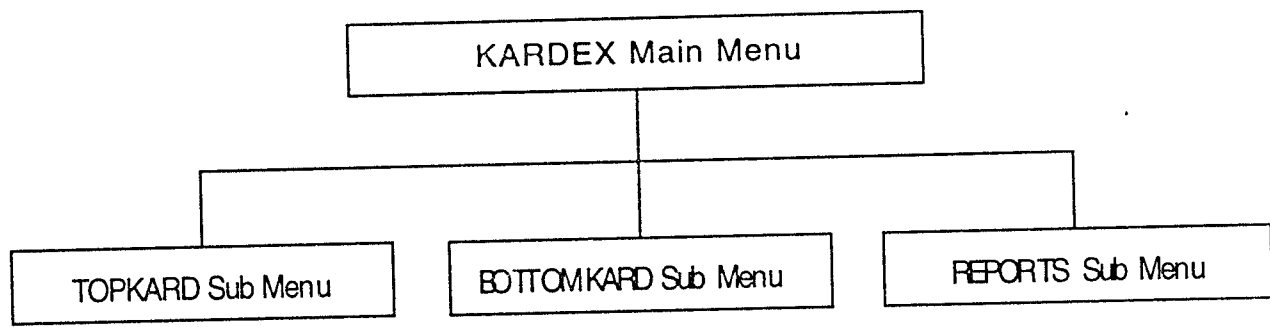 KARDEX Main Menu
TOPKARD Sub Menu
BOTTOMKARD Sub Menu
REPORTS Sub Menu